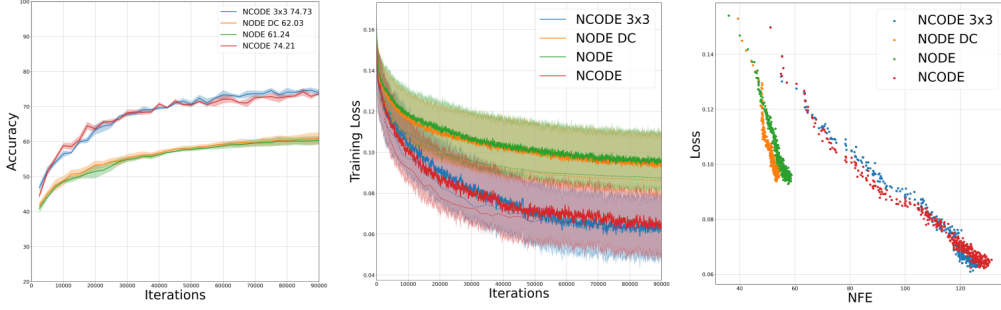 NCODE 3x3 74.73
NODE DC 62.03
NODE 61.24
NCODE 74.21
Accuracy
100
90
80
70
60
50
40
30
20
0
10000
20000
30000
40000
50000
60000
70000
80000
90000
Iterations
NCODE 3x3
NODE DC
NODE
NCODE
Training Loss
0.16
0.14
0.12
0.10
0.08
0.06
0.04
0
10000
20000
30000
40000
50000
60000
70000
80000
90000
Iterations
NCODE 3x3
NODE DC
NODE
NCODE
Loss
0.14
0.12
0.10
0.08
0.06
40
60
80
100
120
NFE